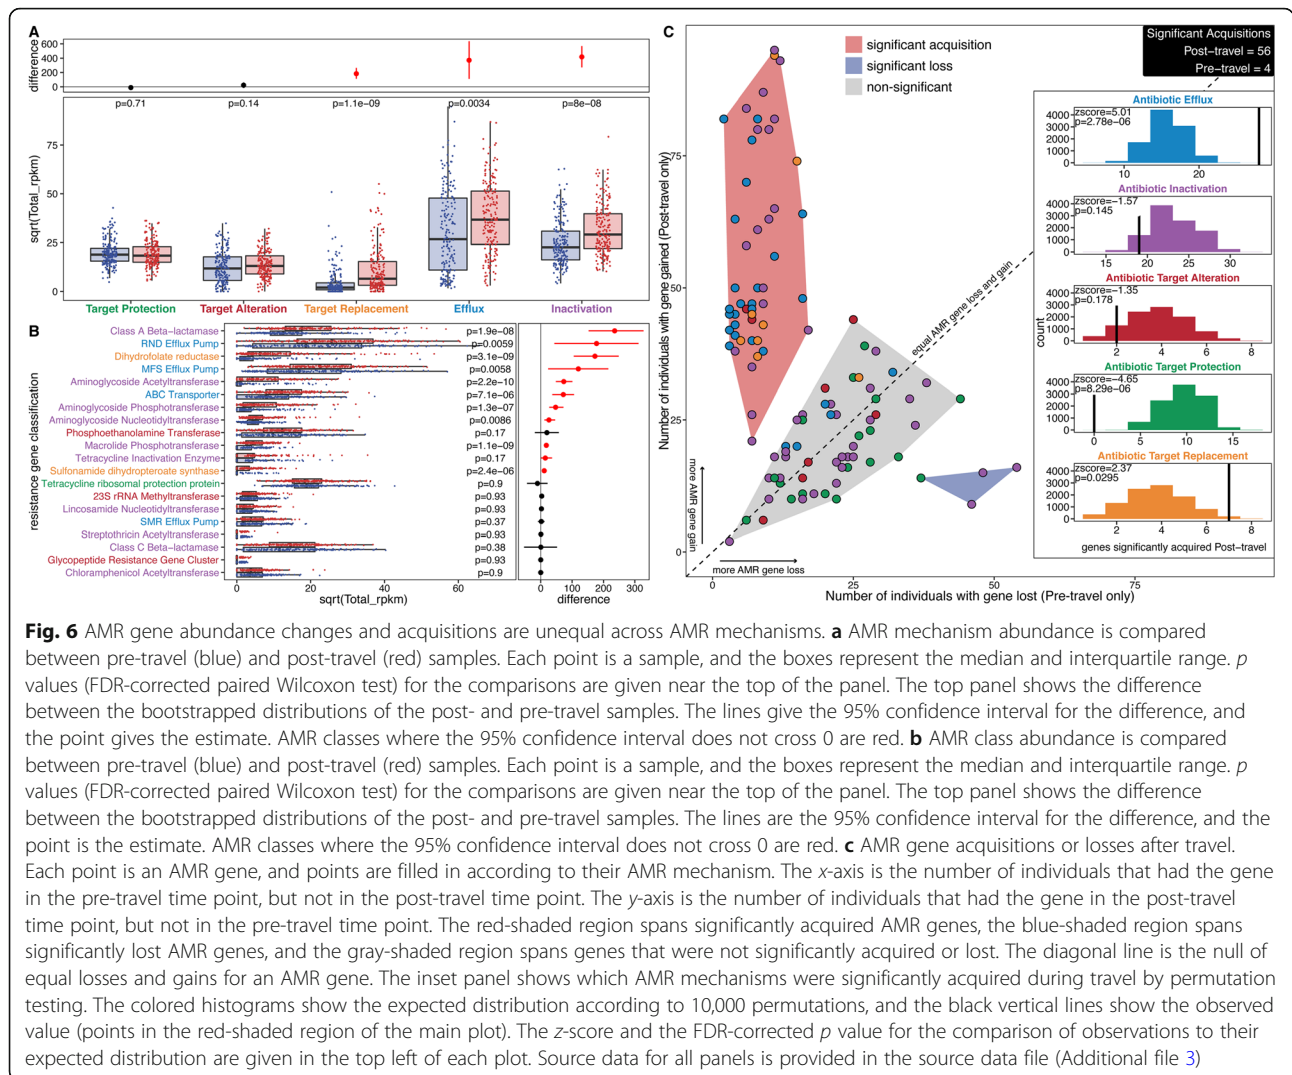 A
difference
600
400
200
0
p=0.71
p=0.14
p=1.1e-09
p=0.0034
p=8e-08
sqrt(Total_rpkm)
75
50
25
0
Target Protection
Target Alteration
Target Replacement
Efflux
Inactivation
B
resistance gene classification
Class A Beta-lactamase
p=1.9e-08
RND Efflux Pump
p=0.0059
Dihydrofolate reductase
p=3.1e-09
MFS Efflux Pump
p=0.0058
Aminoglycoside Acetyltransferase
p=2.2e-10
ABC Transporter
p=7.1e-06
Aminoglycoside Phosphotransferase
p=1.3e-07
Aminoglycoside Nucleotidyltransferase
p=0.0086
Phosphoethanolamine Transferase
p=0.17
Macrolide Phosphotransferase
p=1.1e-09
Tetracycline Inactivation Enzyme
p=0.17
Sulfonamide dihydropteroate synthase
p=2.4e-06
Tetracycline ribosomal protection protein
p=0.9
23S rRNA Methyltransferase
p=0.93
Lincosamide Nucleotidyltransferase
p=0.93
SMR Efflux Pump
p=0.37
Streptothricin Acetyltransferase
p=0.93
Class C Beta-lactamase
p=0.38
Glycopeptide Resistance Gene Cluster
p=0.93
Chloramphenicol Acetyltransferase
p=0.9
0 20 40 60
sqrt(Total_rpkm)
0 100 200 300
difference
C
significant acquisition
significant loss
non-significant
Significant Acquisitions
Post-travel = 56
Pre-travel = 4
Number of individuals with gene gained (Post-travel only)
75
50
25
0
equal AMR gene loss and gain
more AMR gene gain
more AMR gene loss
0 25 50 75
Number of individuals with gene lost (Pre-travel only)
count
Antibiotic Efflux
zscore=5.01
p=2.78e-06
4000
3000
2000
1000
0
10 20
Antibiotic Inactivation
zscore=-1.57
p=0.145
4000
3000
2000
1000
0
15 20 25 30
Antibiotic Target Alteration
zscore=-1.35
p=0.178
4000
3000
2000
1000
0
2 4 6 8
Antibiotic Target Protection
zscore=-4.65
p=8.29e-06
4000
3000
2000
1000
0
0 5 10 15
Antibiotic Target Replacement
zscore=2.37
p=0.0295
4000
3000
2000
1000
0
2 4 6 8
genes significantly acquired Post-travel
Fig. 6 AMR gene abundance changes and acquisitions are unequal across AMR mechanisms. a AMR mechanism abundance is compared
between pre-travel (blue) and post-travel (red) samples. Each point is a sample, and the boxes represent the median and interquartile range. p
values (FDR-corrected paired Wilcoxon test) for the comparisons are given near the top of the panel. The top panel shows the difference
between the bootstrapped distributions of the post- and pre-travel samples. The lines give the 95% confidence interval for the difference, and
the point gives the estimate. AMR classes where the 95% confidence interval does not cross 0 are red. b AMR class abundance is compared
between pre-travel (blue) and post-travel (red) samples. Each point is a sample, and the boxes represent the median and interquartile range. p
values (FDR-corrected paired Wilcoxon test) for the comparisons are given near the top of the panel. The top panel shows the difference
between the bootstrapped distributions of the post- and pre-travel samples. The lines are the 95% confidence interval for the difference, and the
point is the estimate. AMR classes where the 95% confidence interval does not cross 0 are red. c AMR gene acquisitions or losses after travel.
Each point is an AMR gene, and points are filled in according to their AMR mechanism. The x-axis is the number of individuals that had the gene
in the pre-travel time point, but not in the post-travel time point. The y-axis is the number of individuals that had the gene in the post-travel
time point, but not in the pre-travel time point. The red-shaded region spans significantly acquired AMR genes, the blue-shaded region spans
significantly lost AMR genes, and the gray-shaded region spans genes that were not significantly acquired or lost. The diagonal line is the null of
equal losses and gains for an AMR gene. The inset panel shows which AMR mechanisms were significantly acquired during travel by permutation
testing. The colored histograms show the expected distribution according to 10,000 permutations, and the black vertical lines show the observed
value (points in the red-shaded region of the main plot). The z-score and the FDR-corrected p value for the comparison of observations to their
expected distribution are given in the top left of each plot. Source data for all panels is provided in the source data file (Additional file 3)